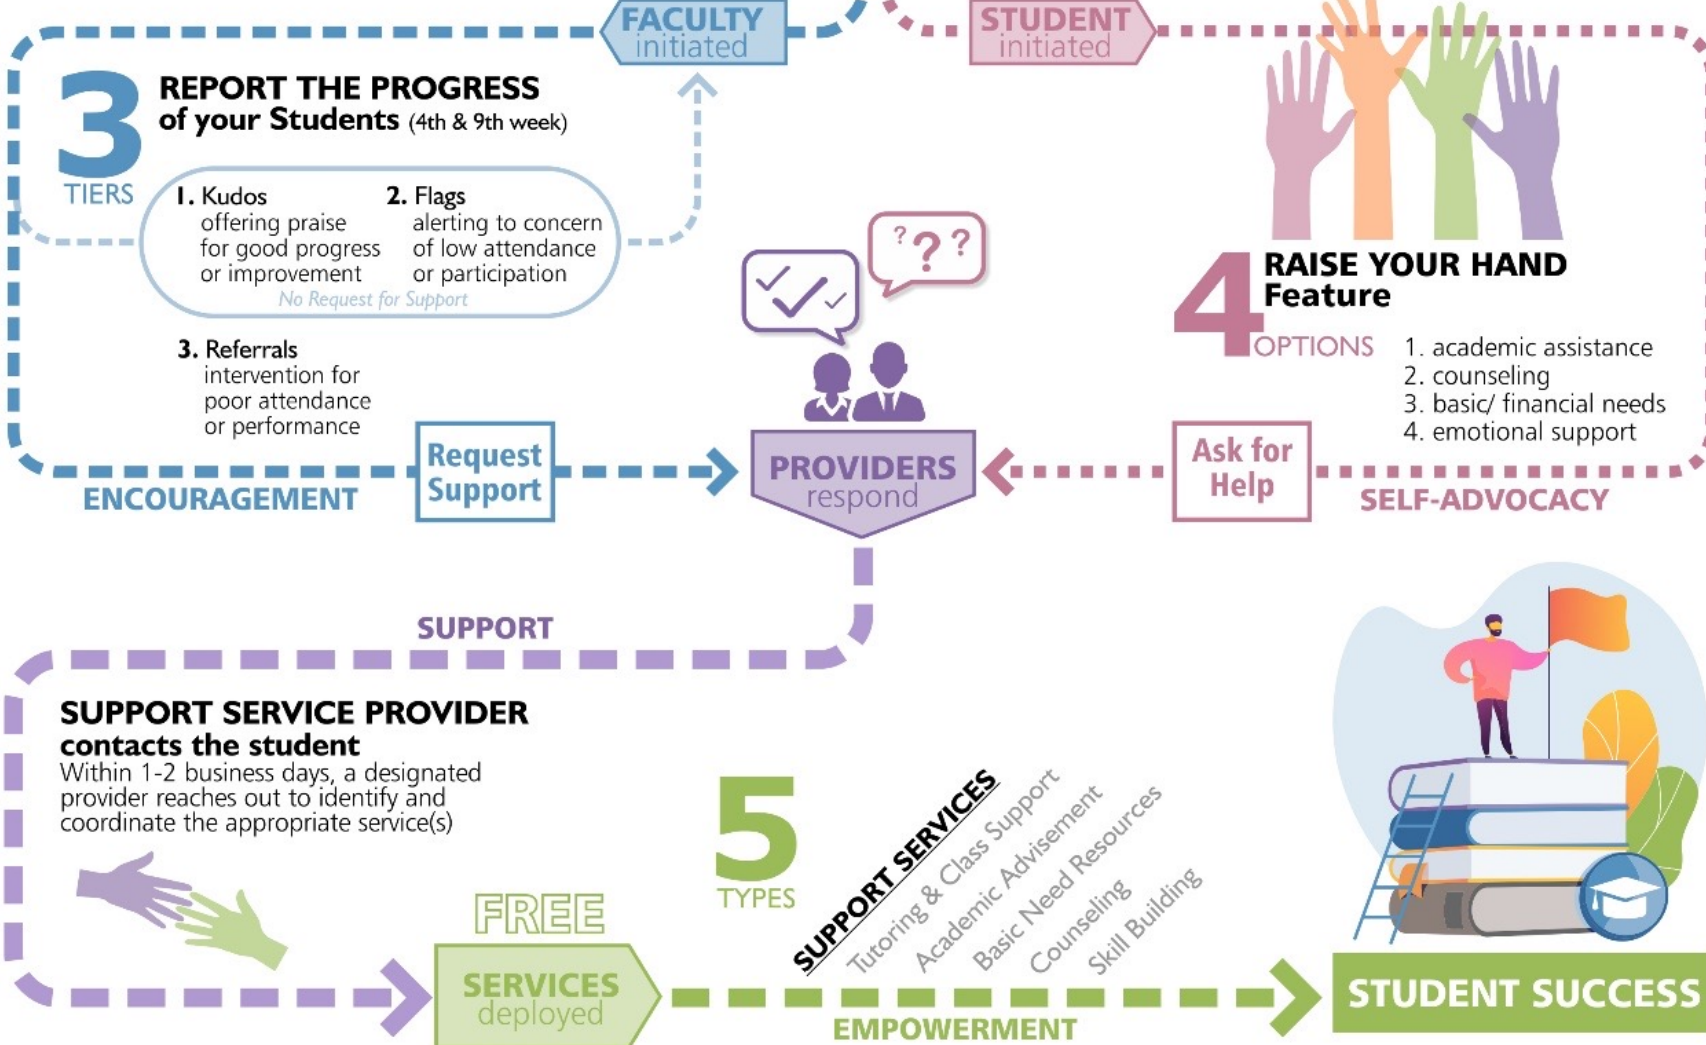 FACULTY
initiated
STUDENT
initiated
3
TIERS
REPORT THE PROGRESS
of your Students (4th & 9th week)
1. Kudos
offering praise
for good progress
or improvement
2. Flags
alerting to concern
of low attendance
or participation
No Request for Support
3. Referrals
intervention for
poor attendance
or performance
Request
Support
ENCOURAGEMENT
? ? ?
PROVIDERS
respond
4
OPTIONS
RAISE YOUR HAND
Feature
1. academic assistance
2. counseling
3. basic/ financial needs
4. emotional support
Ask for
Help
SELF-ADVOCACY
SUPPORT
SUPPORT SERVICE PROVIDER
contacts the student
Within 1-2 business days, a designated
provider reaches out to identify and
coordinate the appropriate service(s)
FREE
SERVICES
deployed
5
TYPES
SUPPORT SERVICES
Tutoring & Class Support
Academic Advisement
Basic Need Resources
Counseling
Skill Building
EMPOWERMENT
STUDENT SUCCESS